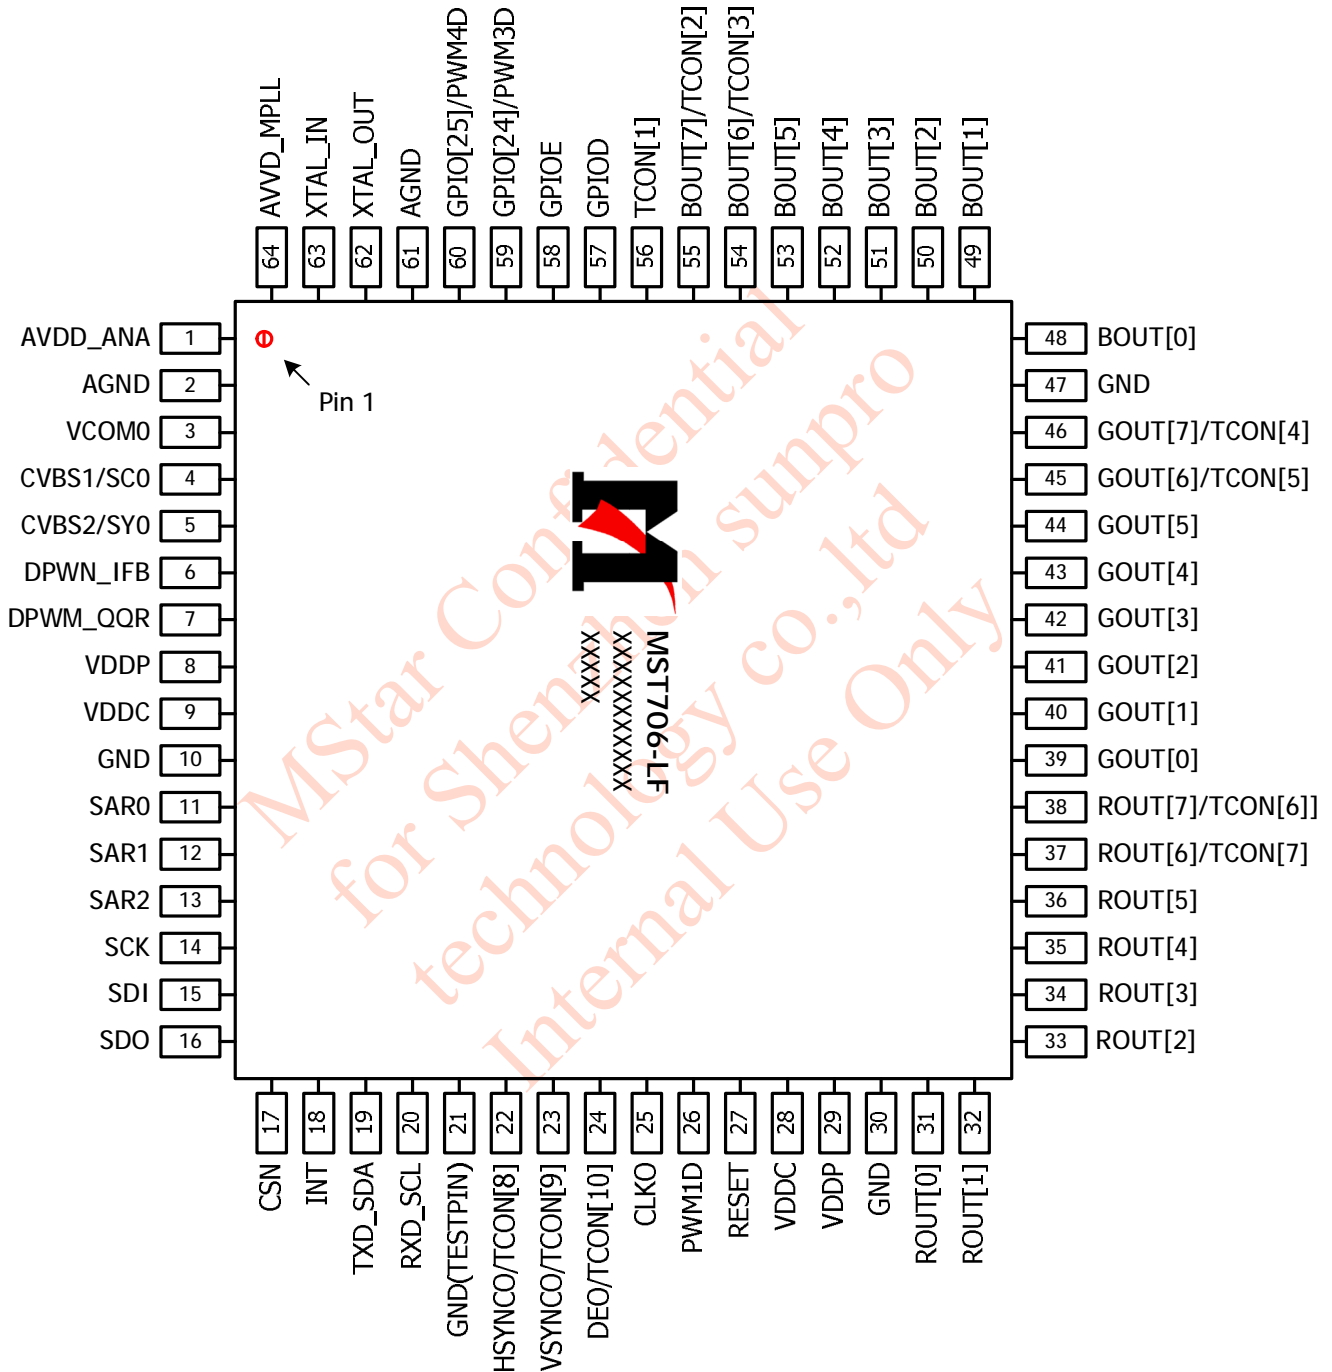 AVVD_MPLL
XTAL_IN
XTAL_OUT
AGND
GPIO[25]/PWM4D
GPIO[24]/PWM3D
GPIOE
GPIOD
TCON[1]
BOUT[7]/TCON[2]
BOUT[6]/TCON[3]
BOUT[5]
BOUT[4]
BOUT[3]
BOUT[2]
BOUT[1]
64
63
62
61
60
59
58
57
56
55
54
53
52
51
50
49
AVDD_ANA 1
AGND 2
VCOM0 3
CVBS1/SC0 4
CVBS2/SY0 5
DPWN_IFB 6
DPWM_QQR 7
VDDP 8
VDDC 9
GND 10
SAR0 11
SAR1 12
SAR2 13
SCK 14
SDI 15
SDO 16
Pin 1
MST706-LF
XXXXXXXXXXX
XXXXX
MStar Confidential
for Shenzhen sunpro
technology co.,ltd
Internal Use Only
48 BOUT[0]
47 GND
46 GOUT[7]/TCON[4]
45 GOUT[6]/TCON[5]
44 GOUT[5]
43 GOUT[4]
42 GOUT[3]
41 GOUT[2]
40 GOUT[1]
39 GOUT[0]
38 ROUT[7]/TCON[6]]
37 ROUT[6]/TCON[7]
36 ROUT[5]
35 ROUT[4]
34 ROUT[3]
33 ROUT[2]
17
18
19
20
21
22
23
24
25
26
27
28
29
30
31
32
CSN
INT
TXD_SDA
RXD_SCL
GND(TESTPIN)
HSYNCO/TCON[8]
VSYNCO/TCON[9]
DEO/TCON[10]
CLKO
PWM1D
RESET
VDDC
VDDP
GND
ROUT[0]
ROUT[1]